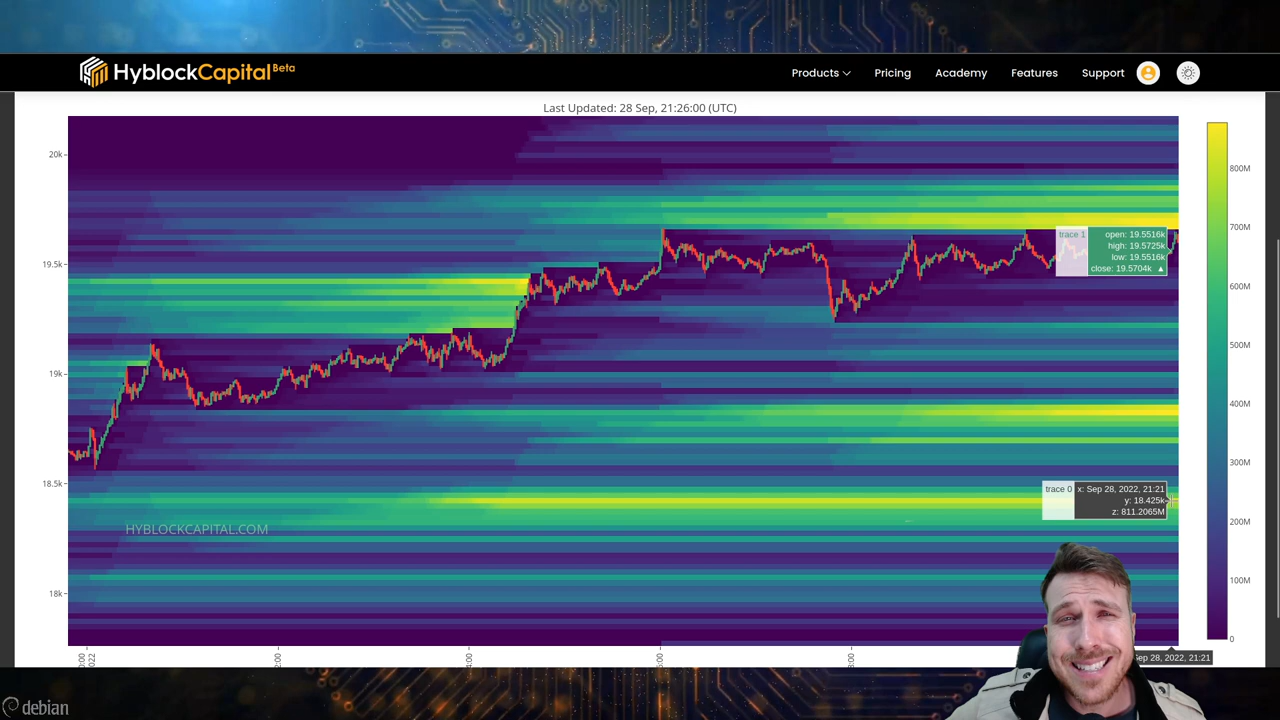 HyblockCapital Beta
Products
Pricing
Academy
Features
Support
Last Updated: 28 Sep, 21:26:00 (UTC)
20k
19.5k
19k
18.5k
18k
800M
700M
600M
500M
400M
300M
200M
100M
0
trace 1
open: 19.5516k
high: 19.5725k
low: 19.5516k
close: 19.5704k ▲
trace 0
x: Sep 28, 2022, 21:21
y: 18.425k
z: 811.2065M
HYBLOCKCAPITAL.COM
Sep 28, 2022, 21:21
debian